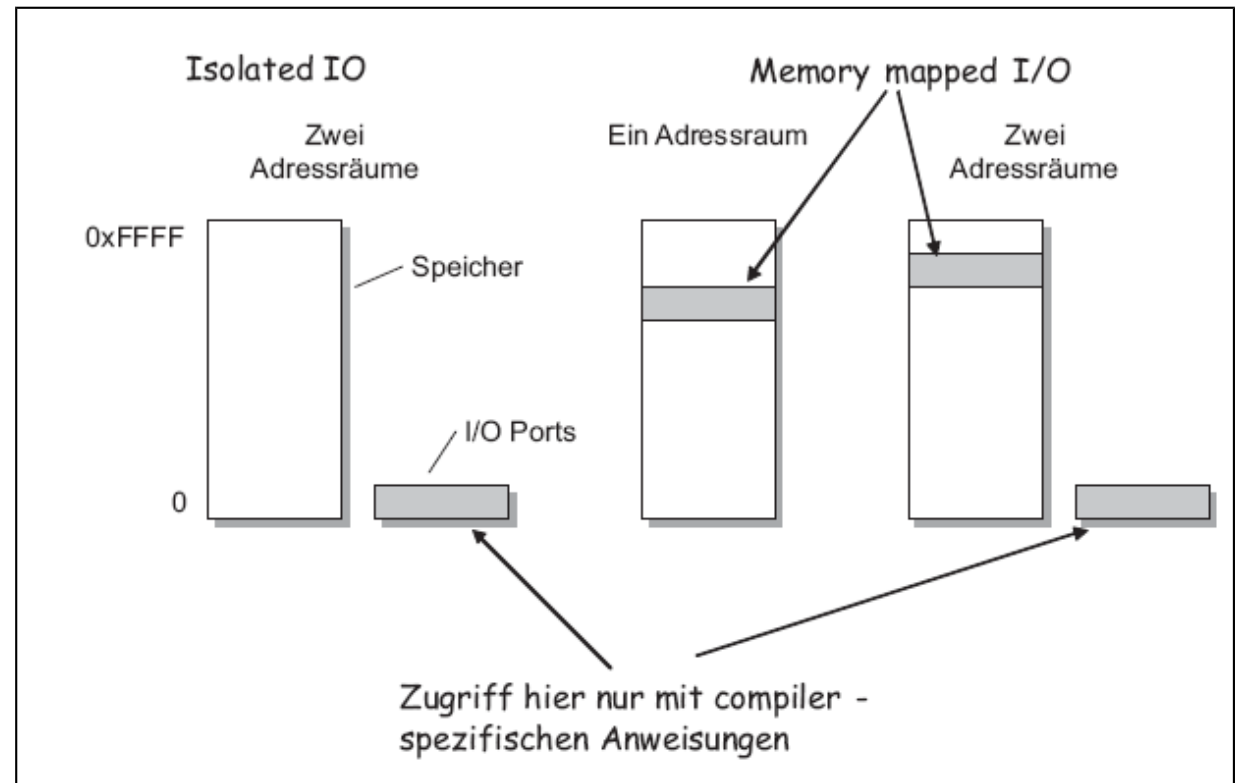 Isolated IO
Memory mapped I/O
Zwei
Adressräume
Ein Adressraum
Zwei
Adressräume
0xFFFF
Speicher
I/O Ports
0
Zugriff hier nur mit compiler -
spezifischen Anweisungen